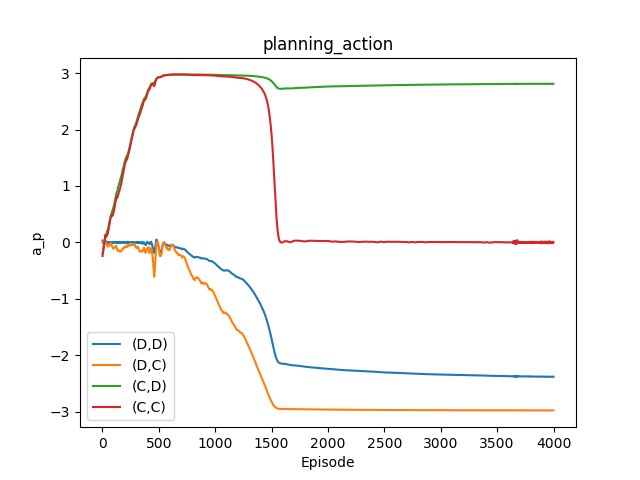 planning_action
3
2
1
0
−1
−2
−3
a_p
(D,D)
(D,C)
(C,D)
(C,C)
0 500 1000 1500 2000 2500 3000 3500 4000
Episode